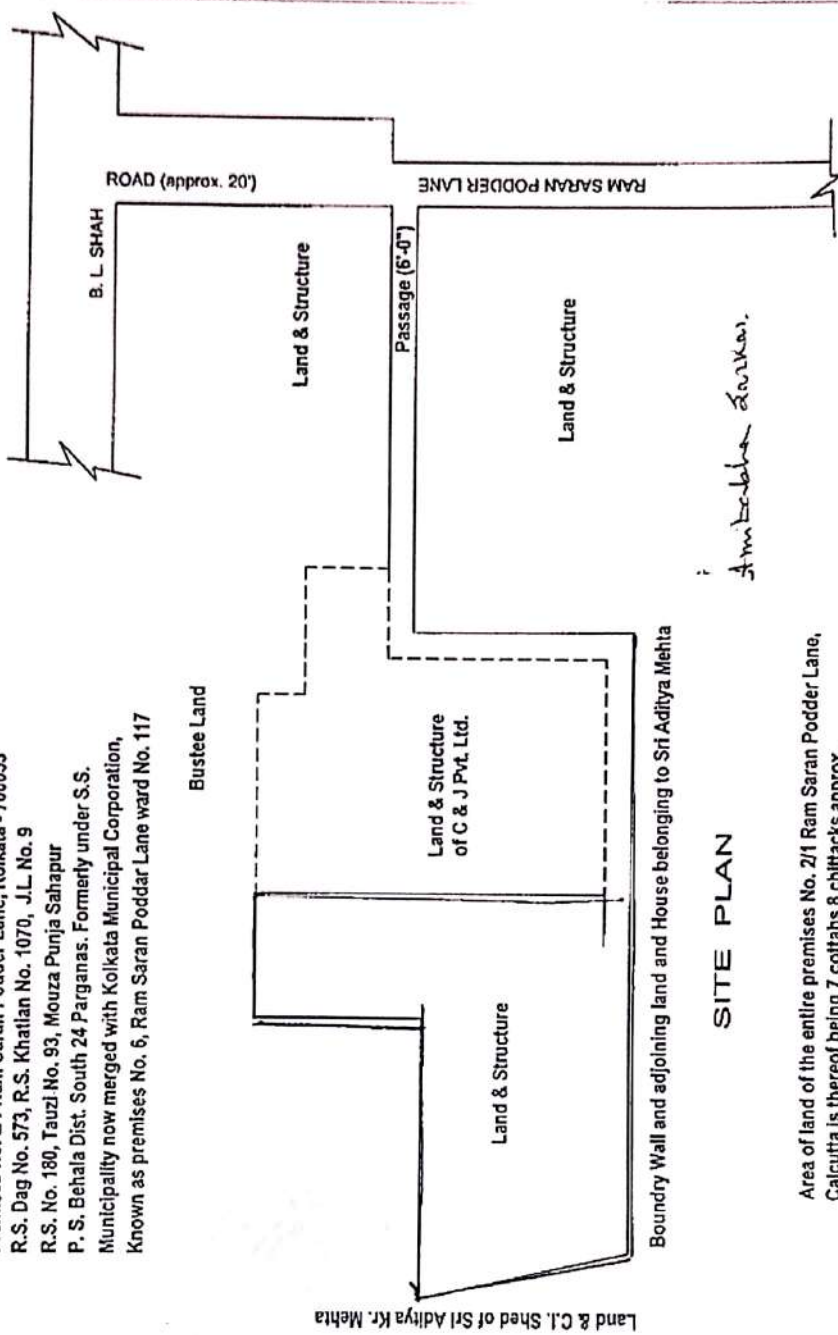 R.S. Dag No. 573, R.S. Khatian No. 1070, J.L. No. 9
R.S. No. 180, Tauzi No. 93, Mouza Punja Sahapur
P. S. Behala Dist. South 24 Parganas. Formerly under S.S.
Municipality now merged with Kolkata Municipal Corporation,
Known as premises No. 6, Ram Saran Poddar Lane ward No. 117
B. L. SHAH
ROAD (approx. 20')
Land & Structure
Passage (6'-0")
RAM SARAN PODDER LANE
Bustee Land
Land & Structure
of C & J Pvt. Ltd.
Land & Structure
Land & Structure
Land & C.I. Shed of Sri Aditya Kr. Mehta
Boundry Wall and adjoining land and House belonging to Sri Aditya Mehta
SITE PLAN
Amitabha Sarkar.
Area of land of the entire premises No. 2/1 Ram Saran Podder Lane,
Calcutta is thereof being 7 cottahs 8 chittacks approx